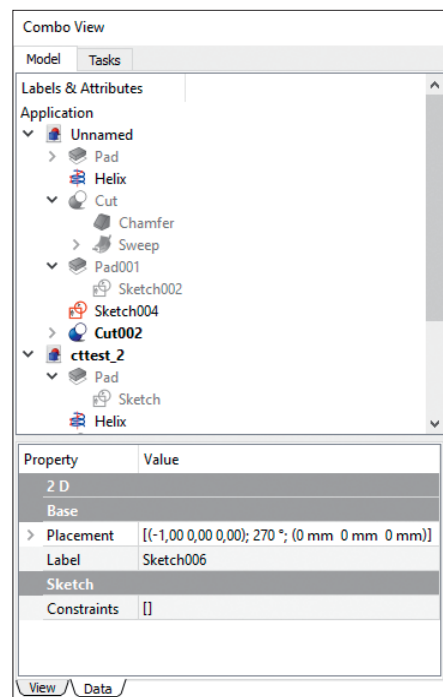 Combo View
Model Tasks
Labels & Attributes
Application
Unnamed
Pad
Helix
Cut
Chamfer
Sweep
Pad001
Sketch002
Sketch004
Cut002
cttest_2
Pad
Sketch
Helix
Property Value
2 D
Base
Placement [(-1,00 0,00 0,00); 270 °; (0 mm 0 mm 0 mm)]
Label Sketch006
Sketch
Constraints []
View Data